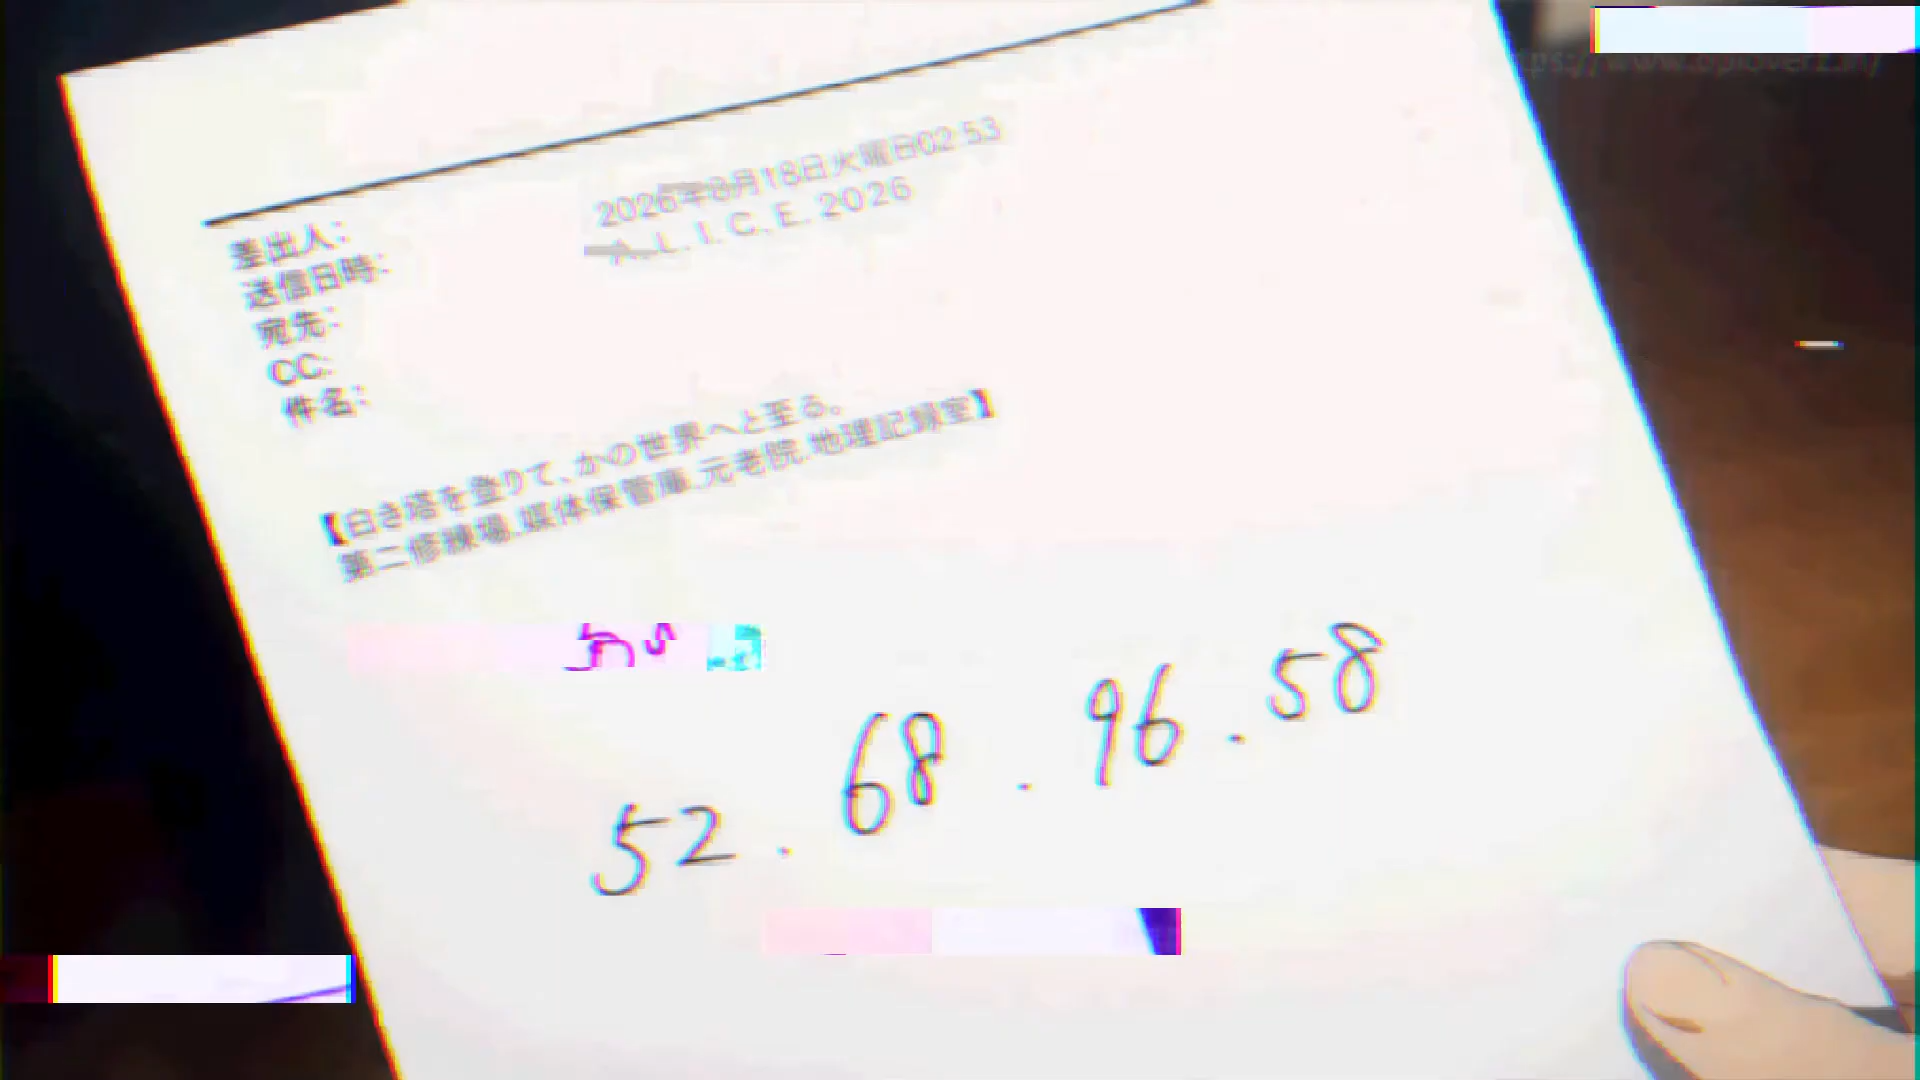 2026年8月18日火曜日02:53
A. L. I. C. E. 2026
差出人:
送信日時:
宛先:
CC:
件名:
【白き塔を登りて、かの世界へと至る。
第二修練場.媒体保管庫.元老院.地理記録室】
52.68.96.58